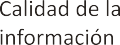 Calidad de la
información